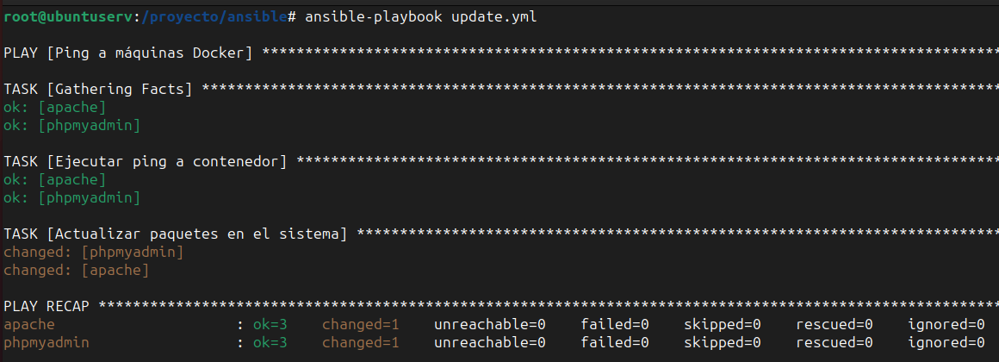 root@ubuntuserv:/proyecto/ansible# ansible-playbook update.yml
PLAY [Ping a máquinas Docker] **************************************************************************************
TASK [Gathering Facts] *********************************************************************************************
ok: [apache]
ok: [phpmyadmin]
TASK [Ejecutar ping a contenedor] **********************************************************************************
ok: [apache]
ok: [phpmyadmin]
TASK [Actualizar paquetes en el sistema] ***************************************************************************
changed: [phpmyadmin]
changed: [apache]
PLAY RECAP *********************************************************************************************************
apache                     : ok=3    changed=1    unreachable=0    failed=0    skipped=0    rescued=0    ignored=0
phpmyadmin                 : ok=3    changed=1    unreachable=0    failed=0    skipped=0    rescued=0    ignored=0